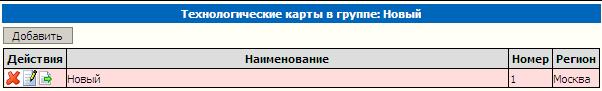 Технологические карты в группе: Новый
Добавить
Действия Наименование Номер Регион
Новый 1 Москва